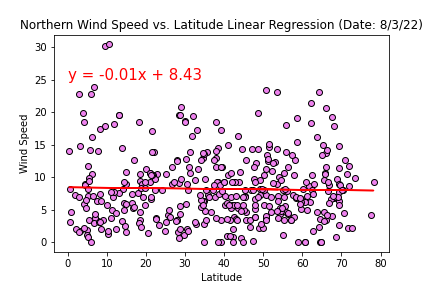 Northern Wind Speed vs. Latitude Linear Regression (Date: 8/3/22)
30
y = -0.01x + 8.43
25
20
15
10
5
0
Wind Speed
0 10 20 30 40 50 60 70 80
Latitude